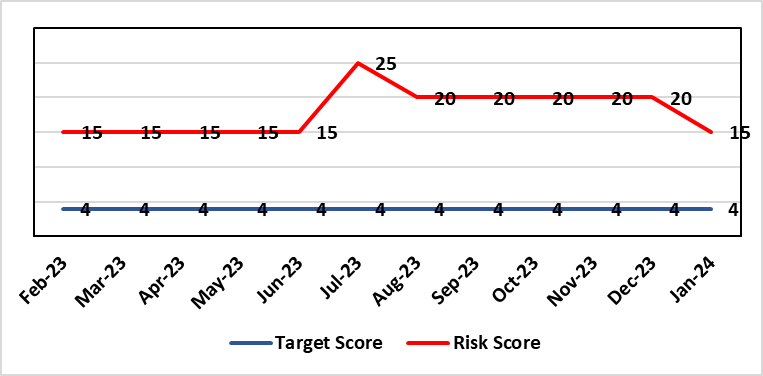 25
20 20 20 20 20
15 15 15 15 15 15
4 4 4 4 4 4 4 4 4 4 4 4
Feb-23 Mar-23 Apr-23 May-23 Jun-23 Jul-23 Aug-23 Sep-23 Oct-23 Nov-23 Dec-23 Jan-24
Target Score Risk Score